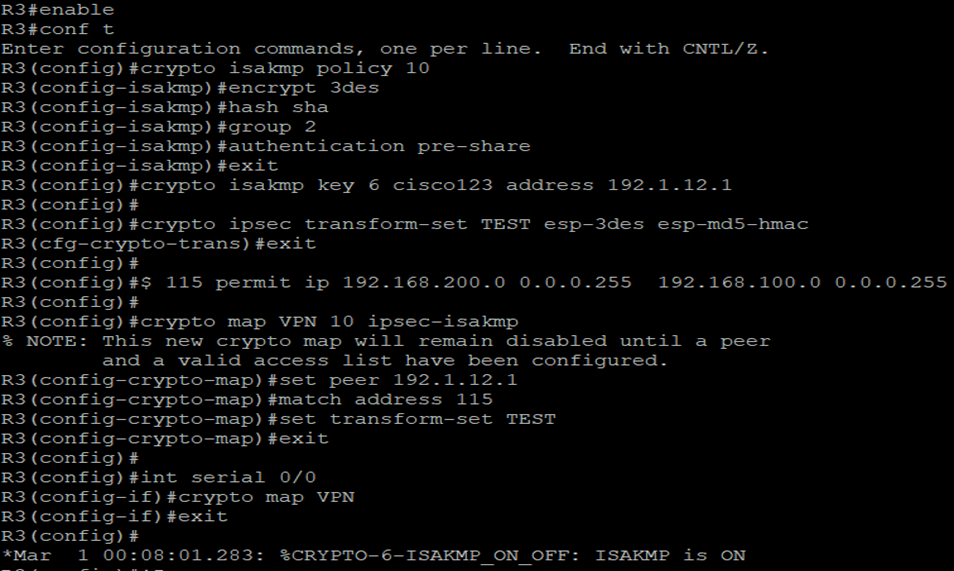 R3#enable
R3#conf t
Enter configuration commands, one per line.  End with CNTL/Z.
R3(config)#crypto isakmp policy 10
R3(config-isakmp)#encrypt 3des
R3(config-isakmp)#hash sha
R3(config-isakmp)#group 2
R3(config-isakmp)#authentication pre-share
R3(config-isakmp)#exit
R3(config)#crypto isakmp key 6 cisco123 address 192.1.12.1
R3(config)#
R3(config)#crypto ipsec transform-set TEST esp-3des esp-md5-hmac
R3(cfg-crypto-trans)#exit
R3(config)#
R3(config)#$ 115 permit ip 192.168.200.0 0.0.0.255  192.168.100.0 0.0.0.255
R3(config)#
R3(config)#crypto map VPN 10 ipsec-isakmp
% NOTE: This new crypto map will remain disabled until a peer
        and a valid access list have been configured.
R3(config-crypto-map)#set peer 192.1.12.1
R3(config-crypto-map)#match address 115
R3(config-crypto-map)#set transform-set TEST
R3(config-crypto-map)#exit
R3(config)#
R3(config)#int serial 0/0
R3(config-if)#crypto map VPN
R3(config-if)#exit
R3(config)#
*Mar  1 00:08:01.283: %CRYPTO-6-ISAKMP_ON_OFF: ISAKMP is ON